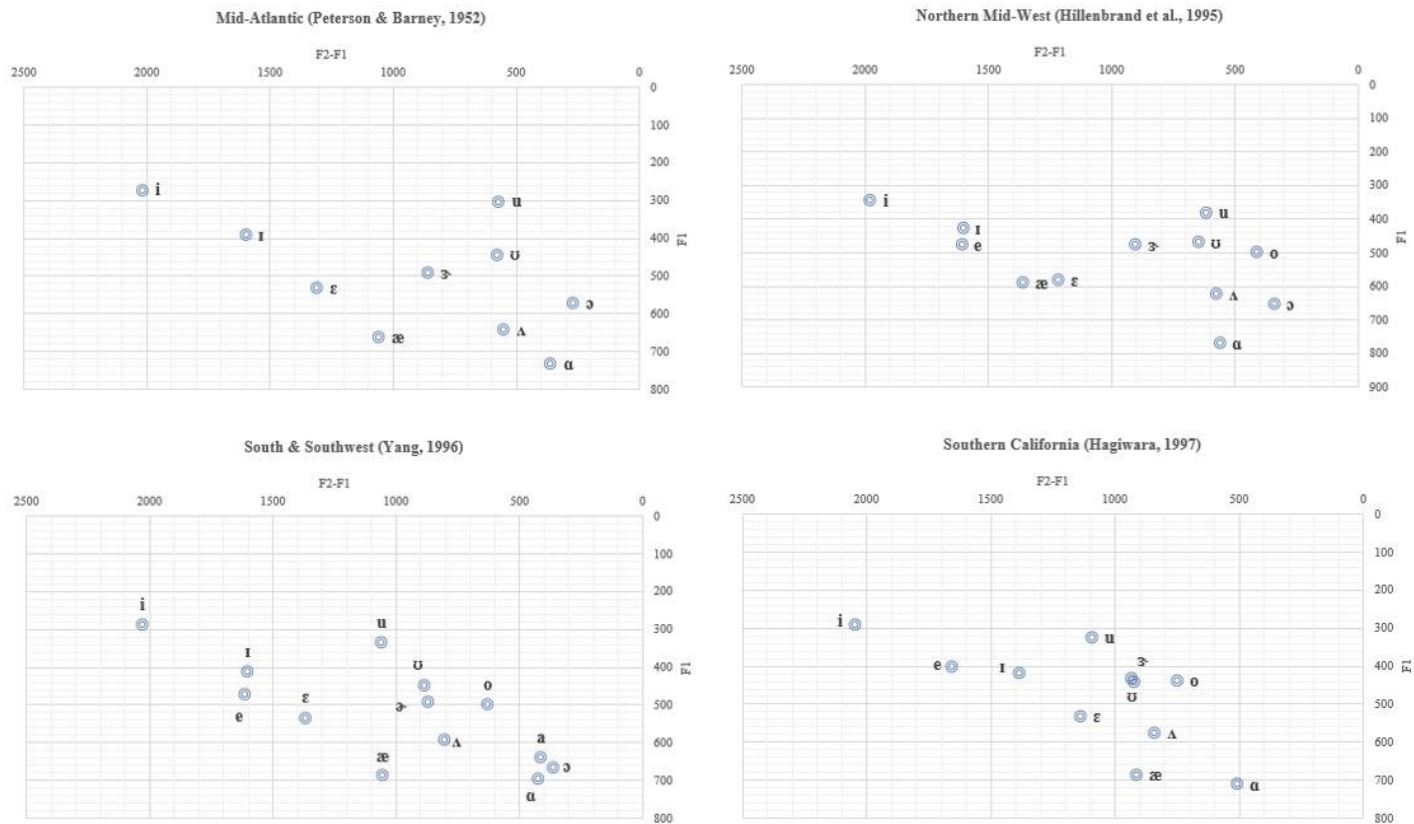 Mid-Atlantic (Peterson & Barney, 1952)
F2-F1
2500 2000 1500 1000 500 0
0
100
200
300
400
500
600
700
800
F1
i
u
ɪ
ʊ
ɝ
ɛ
ɔ
ʌ
æ
ɑ
Northern Mid-West (Hillenbrand et al., 1995)
F2-F1
2500 2000 1500 1000 500 0
0
100
200
300
400
500
600
700
800
900
F1
i
u
ɪ
e
ɝ
ʊ
o
æ
ɛ
ʌ
ɔ
ɑ
South & Southwest (Yang, 1996)
F2-F1
2500 2000 1500 1000 500 0
0
100
200
300
400
500
600
700
800
F1
i
u
ɪ
ʊ
e
ɛ
ɚ
o
ʌ
a
æ
ɔ
ɑ
Southern California (Hagiwara, 1997)
F2-F1
2500 2000 1500 1000 500 0
0
100
200
300
400
500
600
700
800
F1
i
u
e
ɪ
ɝ
ʊ
o
ɛ
ʌ
æ
ɑ